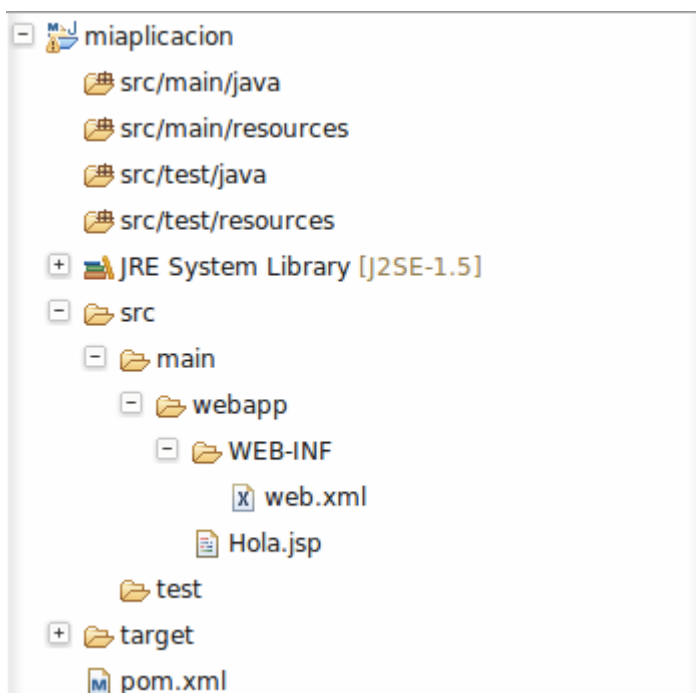 miaplicacion
src/main/java
src/main/resources
src/test/java
src/test/resources
JRE System Library [J2SE-1.5]
src
main
webapp
WEB-INF
web.xml
Hola.jsp
test
target
pom.xml